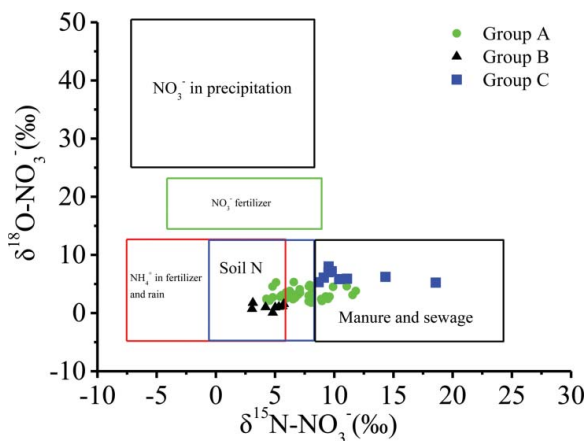 50
40
30
20
10
0
-10
-10
-5
0
5
10
15
20
25
30
δ¹⁸O-NO₃⁻(‰)
δ¹⁵N-NO₃⁻(‰)
Group A
Group B
Group C
NO₃⁻ in precipitation
NO₃⁻ fertilizer
NH₄⁺ in fertilizer
and rain
Soil N
Manure and sewage